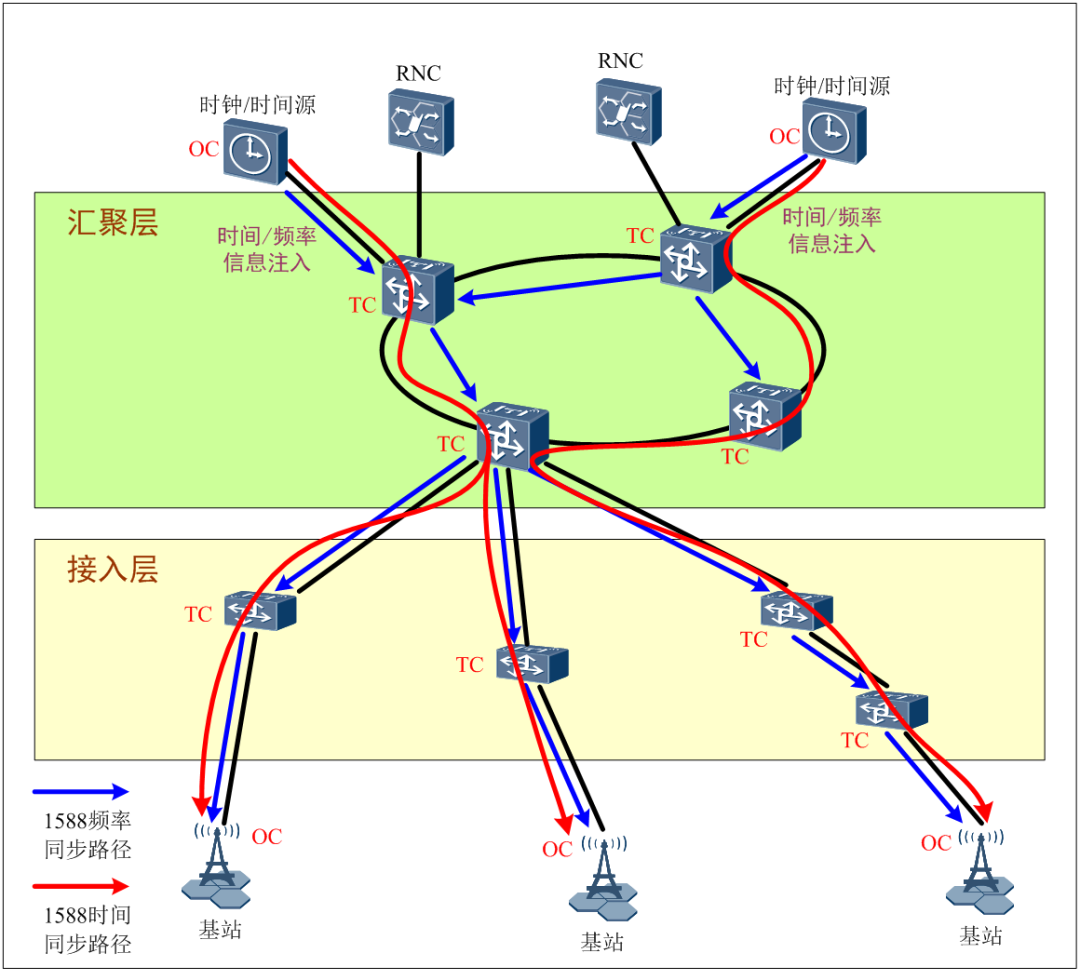 RNC
RNC
时钟/时间源
时钟/时间源
OC
OC
汇聚层
时间/频率
信息注入
时间/频率
信息注入
TC
TC
TC
TC
接入层
TC
TC
TC
TC
1588频率
同步路径
1588时间
同步路径
OC
OC
OC
基站
基站
基站